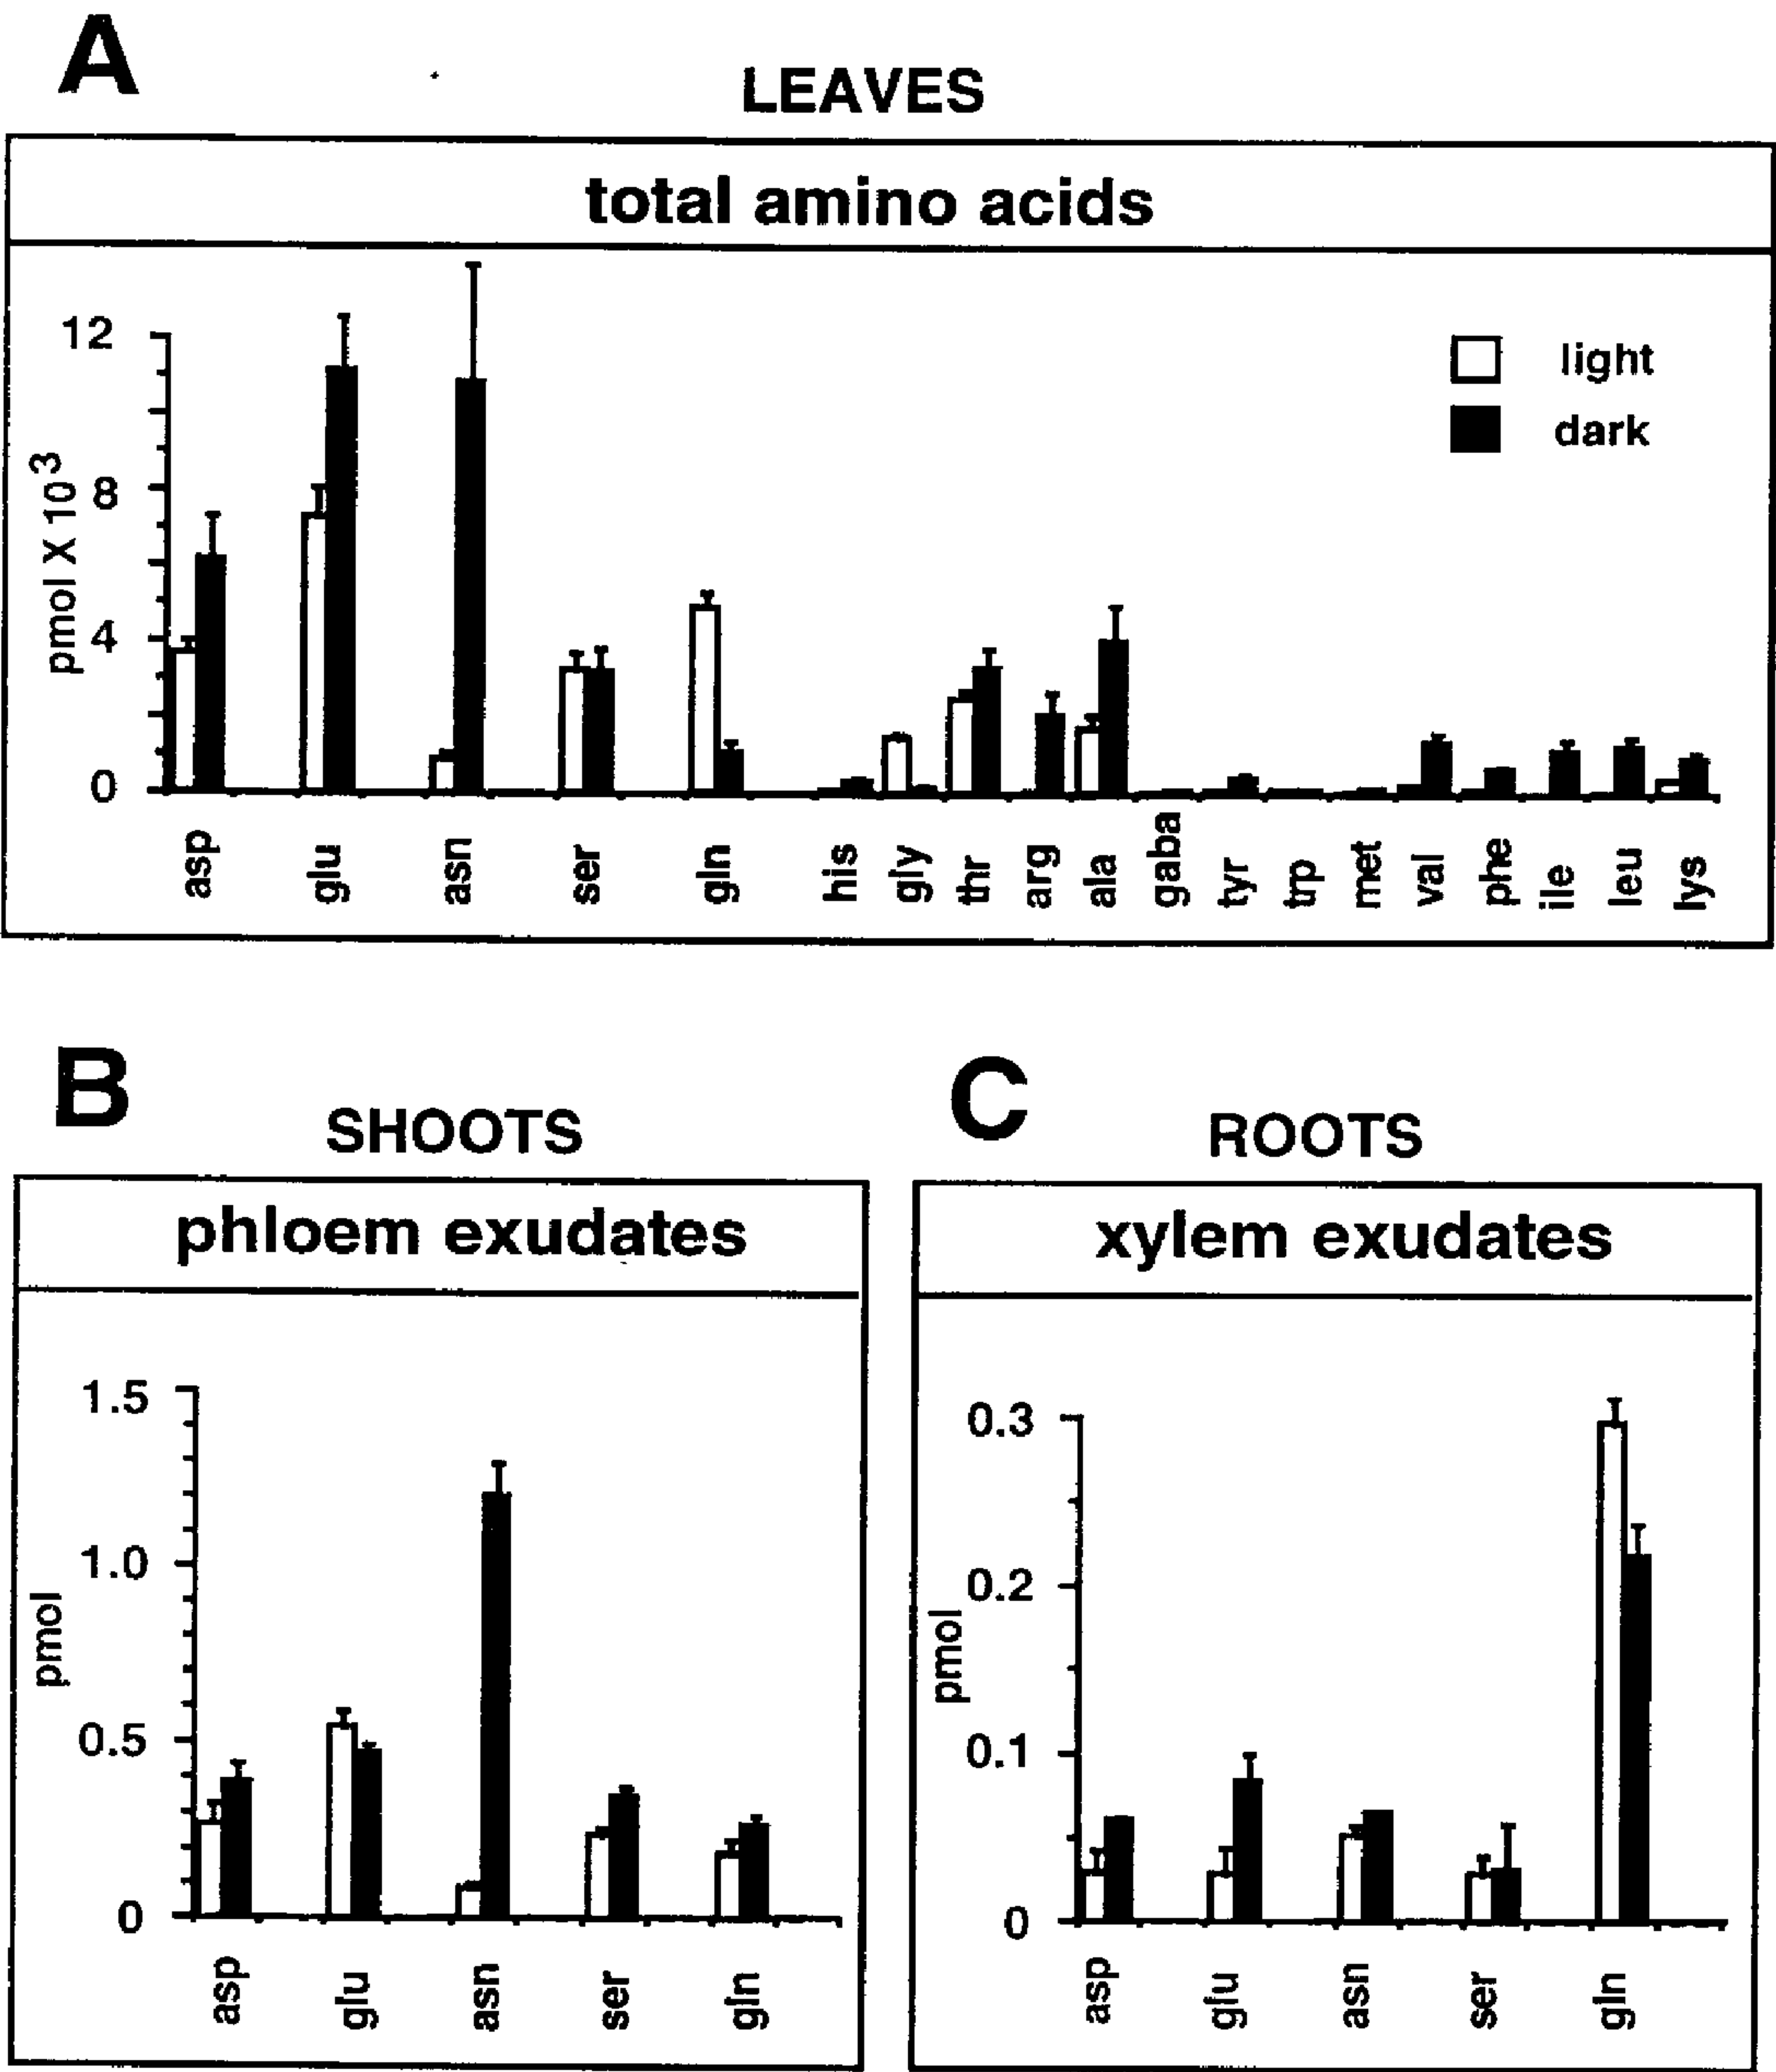 A
LEAVES
total amino acids
pmol X 10³
12
8
4
0
light
dark
asp
glu
asn
ser
gln
his
gly
thr
arg
ala
gaba
tyr
trp
met
val
phe
ile
leu
lys
B
SHOOTS
phloem exudates
pmol
1.5
1.0
0.5
0
asp
glu
asn
ser
gln
C
ROOTS
xylem exudates
pmol
0.3
0.2
0.1
0
asp
glu
asn
ser
gln